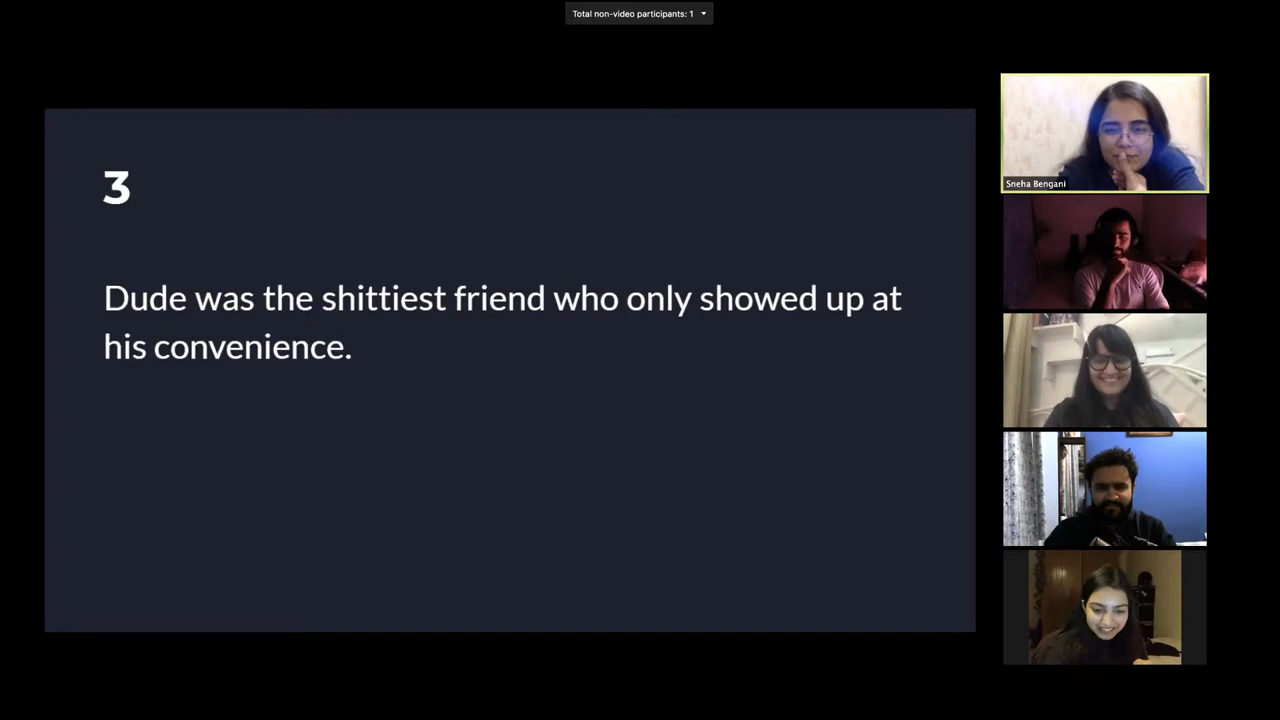 Total non-video participants: 1
3
Dude was the shittiest friend who only showed up at
his convenience.
Sneha Bengani